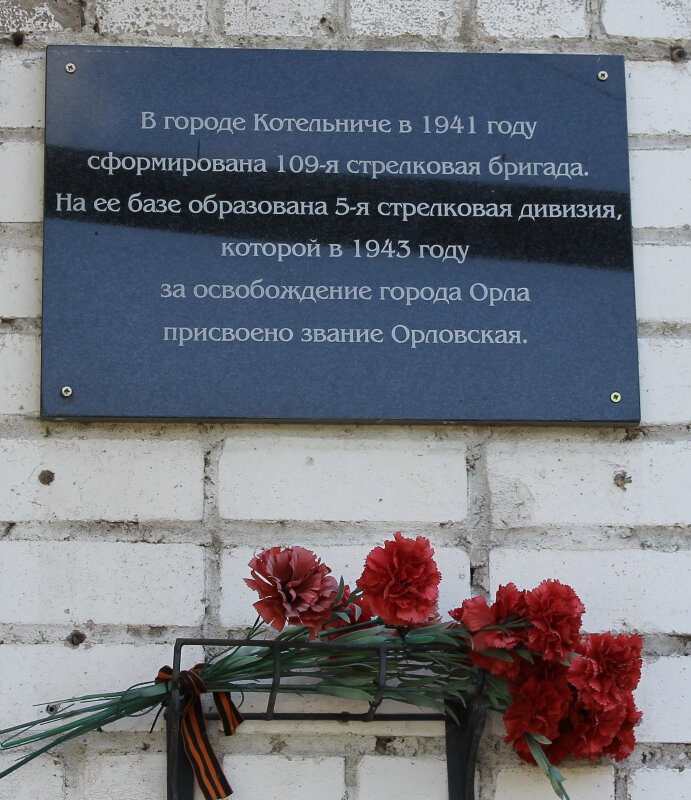 В городе Котельниче в 1941 году
сформирована 109-я стрелковая бригада.
На ее базе образована 5-я стрелковая дивизия,
которой в 1943 году
за освобождение города Орла
присвоено звание Орловская.